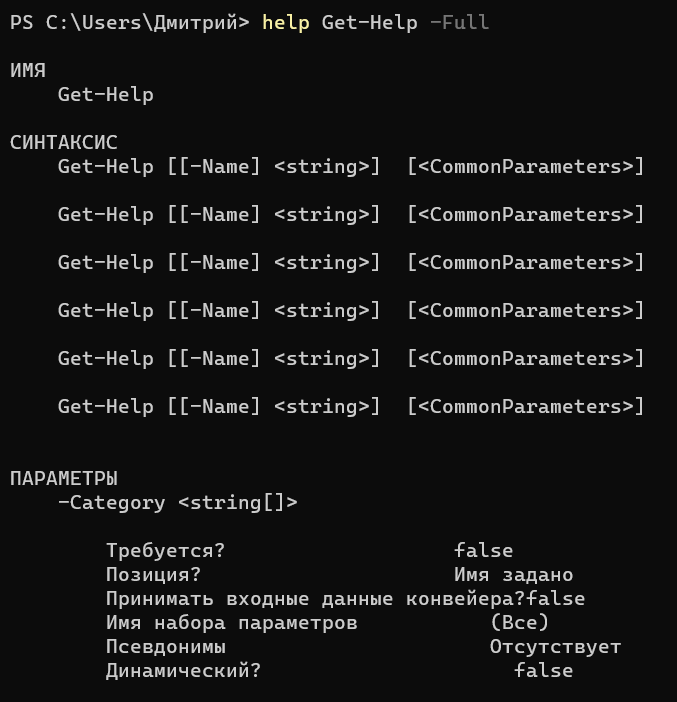 PS C:\Users\Дмитрий> help Get-Help -Full
ИМЯ
Get-Help
СИНТАКСИС
Get-Help [[-Name] <string>]  [<CommonParameters>]
Get-Help [[-Name] <string>]  [<CommonParameters>]
Get-Help [[-Name] <string>]  [<CommonParameters>]
Get-Help [[-Name] <string>]  [<CommonParameters>]
Get-Help [[-Name] <string>]  [<CommonParameters>]
Get-Help [[-Name] <string>]  [<CommonParameters>]
ПАРАМЕТРЫ
-Category <string[]>
Требуется? false
Позиция? Имя задано
Принимать входные данные конвейера?false
Имя набора параметров (Все)
Псевдонимы Отсутствует
Динамический? false